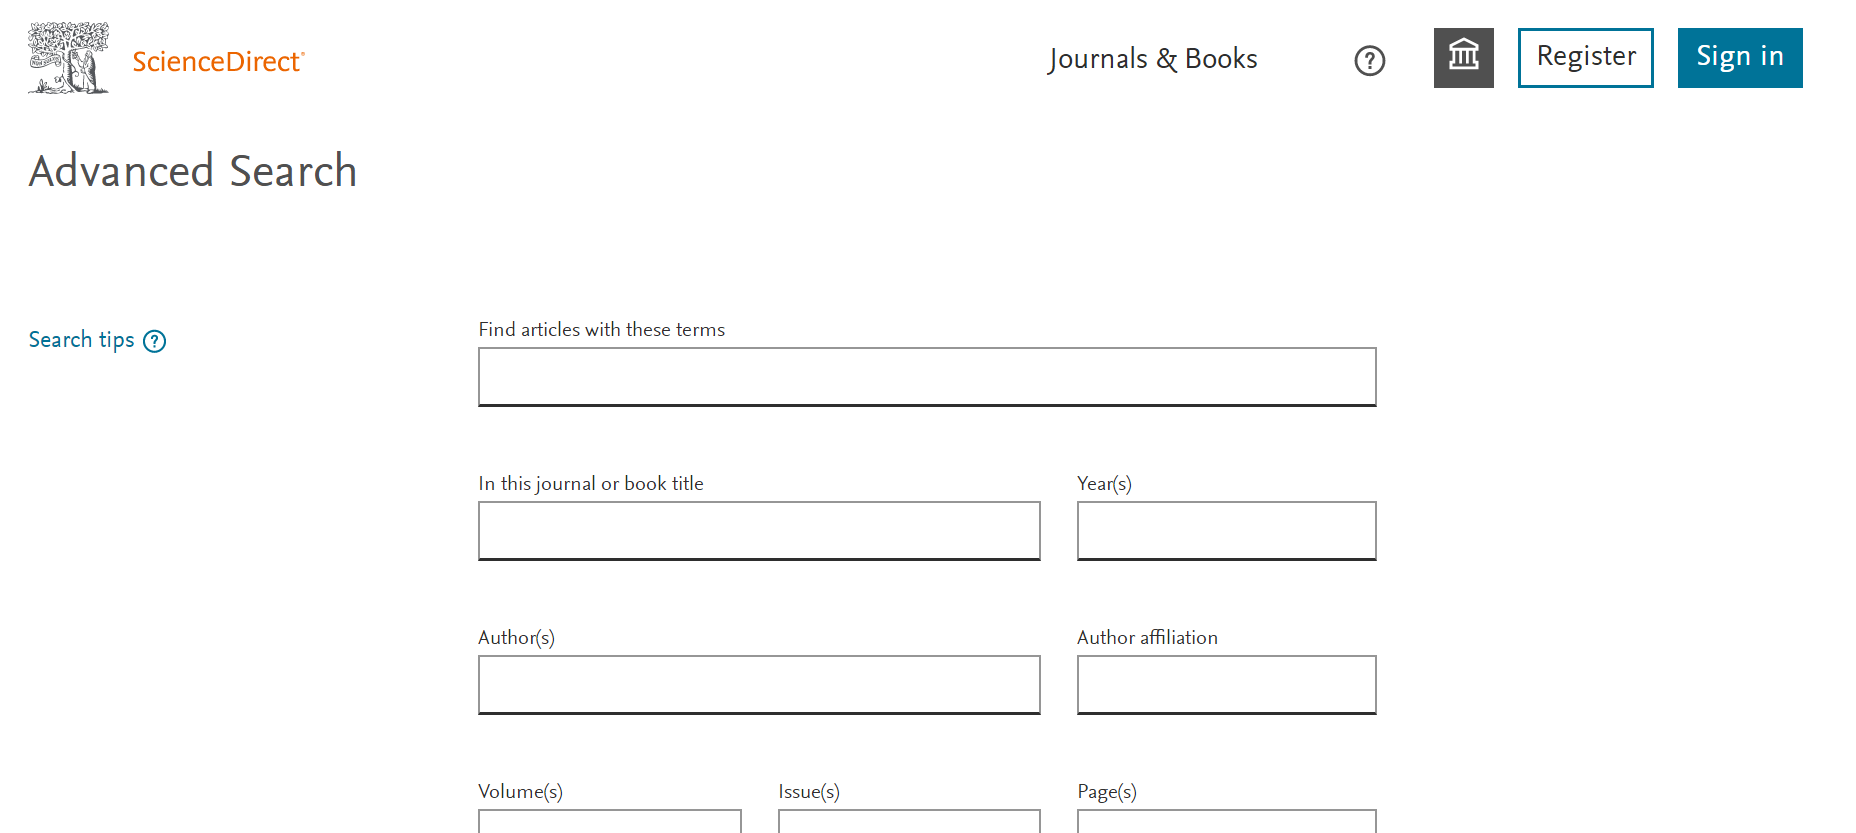 ScienceDirect
Journals & Books
Register
Sign in
Advanced Search
Search tips
Find articles with these terms
In this journal or book title
Year(s)
Author(s)
Author affiliation
Volume(s)
Issue(s)
Page(s)